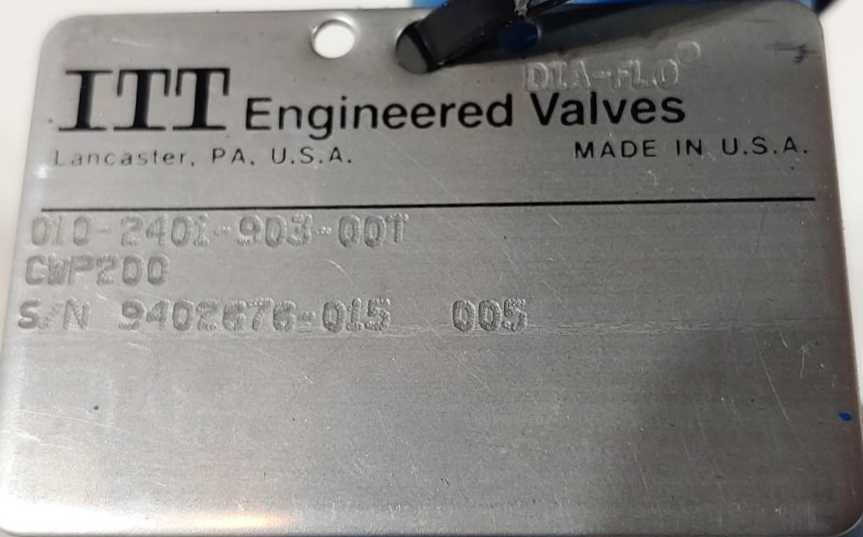 DIA-FLO®
ITT Engineered Valves
Lancaster, PA. U.S.A. MADE IN U.S.A.
010-2401-903-00T
CWP200
S/N 9402676-015 005